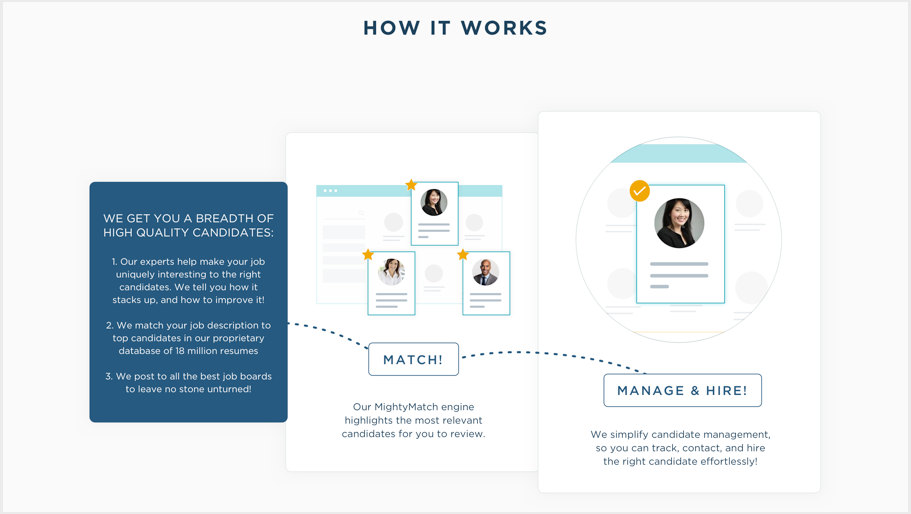 HOW IT WORKS
WE GET YOU A BREADTH OF
HIGH QUALITY CANDIDATES:
1. Our experts help make your job
uniquely interesting to the right
candidates. We tell you how it
stacks up, and how to improve it!
2. We match your job description to
top candidates in our proprietary
database of 18 million resumes
3. We post to all the best job boards
to leave no stone unturned!
MATCH!
Our MightyMatch engine
highlights the most relevant
candidates for you to review.
MANAGE & HIRE!
We simplify candidate management,
so you can track, contact, and hire
the right candidate effortlessly!